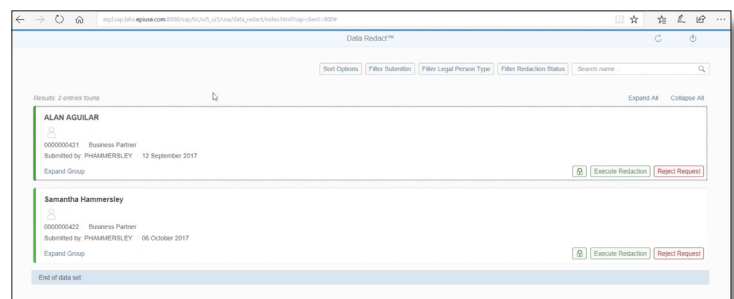 eqd.sap.labs.epiuse.com:8000/sap/bc/ui5_ui5/use/data_redact/index.html?sap-client=800#
Data Redact™
Sort Options Filter Submitter Filter Legal Person Type Filter Redaction Status Search name ...
Results: 2 entries found. Expand All Collapse All
ALAN AGUILAR
0000000421 Business Partner
Submitted by: PHAMMERSLEY 12 September 2017
Expand Group Execute Redaction Reject Request
Samantha Hammersley
0000000422 Business Partner
Submitted by: PHAMMERSLEY 06 October 2017
Expand Group Execute Redaction Reject Request
End of data set